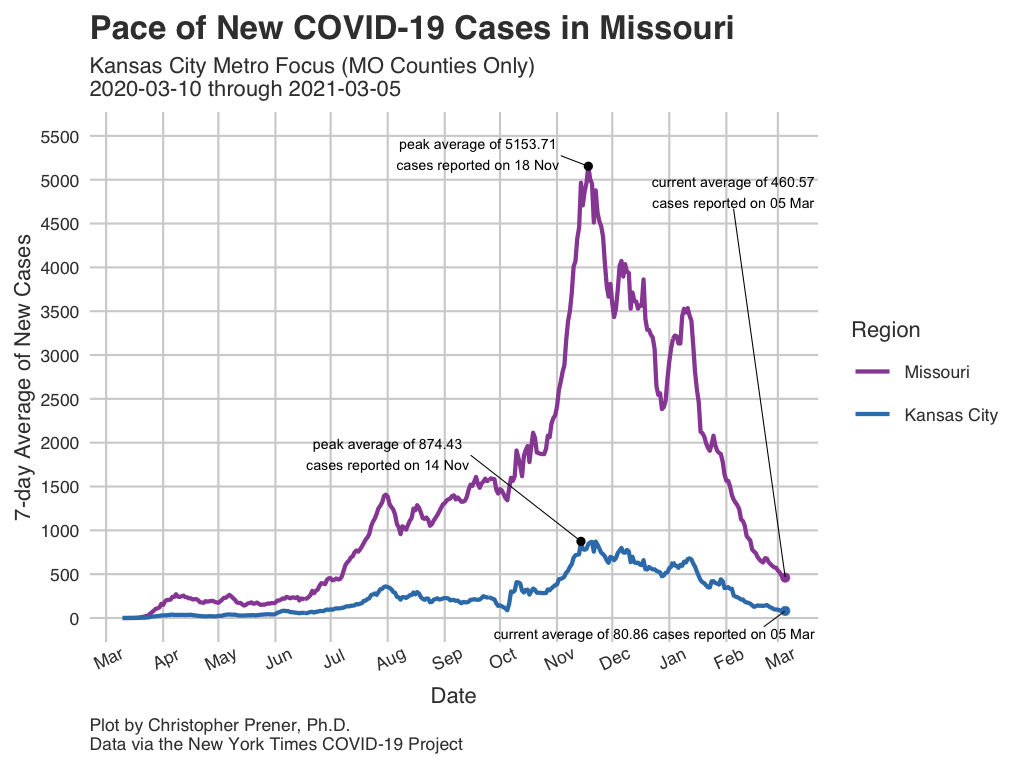 Pace of New COVID-19 Cases in Missouri
Kansas City Metro Focus (MO Counties Only)
2020-03-10 through 2021-03-05
7-day Average of New Cases
5500
5000
4500
4000
3500
3000
2500
2000
1500
1000
500
0
peak average of 5153.71
cases reported on 18 Nov
current average of 460.57
cases reported on 05 Mar
peak average of 874.43
cases reported on 14 Nov
current average of 80.86 cases reported on 05 Mar
Mar Apr May Jun Jul Aug Sep Oct Nov Dec Jan Feb Mar
Date
Region
Missouri
Kansas City
Plot by Christopher Prener, Ph.D.
Data via the New York Times COVID-19 Project